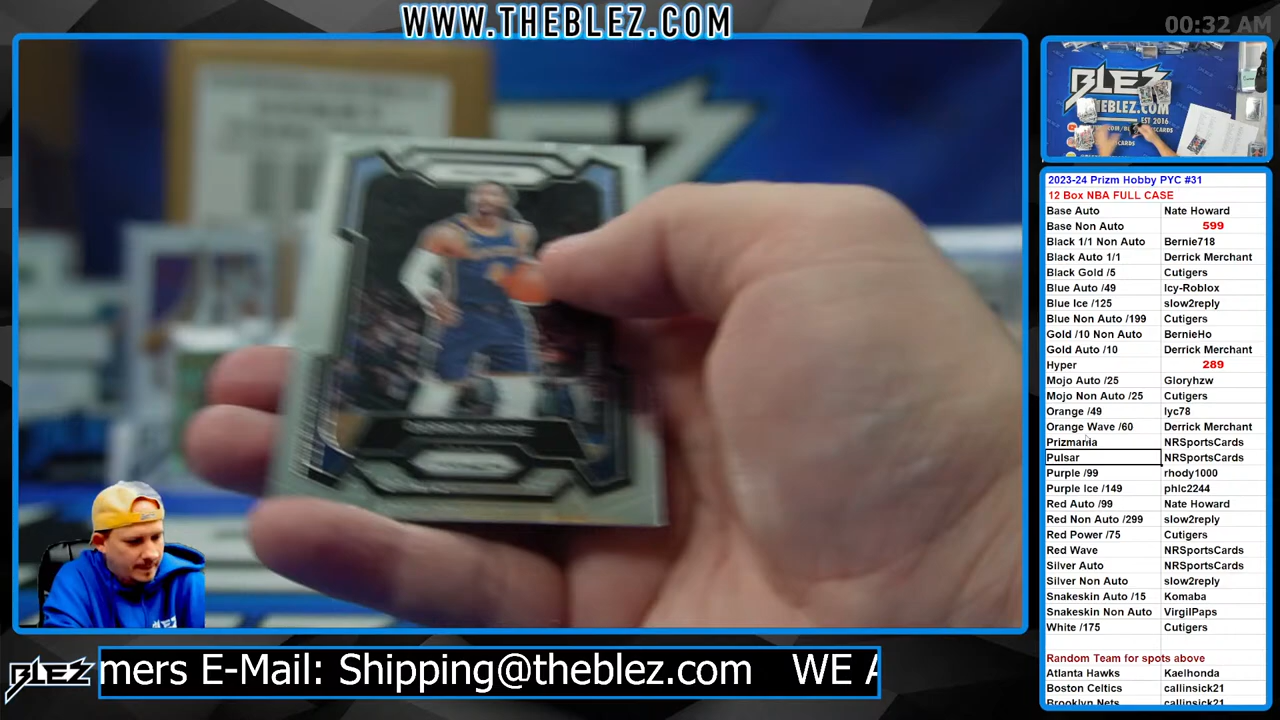 WWW.THEBLEZ.COM
00:32 AM
BLEZ
THEBLEZ.COM
EST 2016
2023-24 Prizm Hobby PYC #31
12 Box NBA FULL CASE
Base Auto Nate Howard
Base Non Auto 599
Black 1/1 Non Auto Bernie718
Black Auto 1/1 Derrick Merchant
Black Gold /5 Cutigers
Blue Auto /49 Icy-Roblox
Blue Ice /125 slow2reply
Blue Non Auto /199 Cutigers
Gold /10 Non Auto BernieHo
Gold Auto /10 Derrick Merchant
Hyper 289
Mojo Auto /25 Gloryhzw
Mojo Non Auto /25 Cutigers
Orange /49 lyc78
Orange Wave /60 Derrick Merchant
Prizmania NRSportsCards
Pulsar NRSportsCards
Purple /99 rhody1000
Purple Ice /149 phlc2244
Red Auto /99 Nate Howard
Red Non Auto /299 slow2reply
Red Power /75 Cutigers
Red Wave NRSportsCards
Silver Auto NRSportsCards
Silver Non Auto slow2reply
Snakeskin Auto /15 Komaba
Snakeskin Non Auto VirgilPaps
White /175 Cutigers
Random Team for spots above
Atlanta Hawks Kaelhonda
Boston Celtics callinsick21
Brooklyn Nets callinsick21
BLEZ
mers E-Mail: Shipping@theblez.com WE A